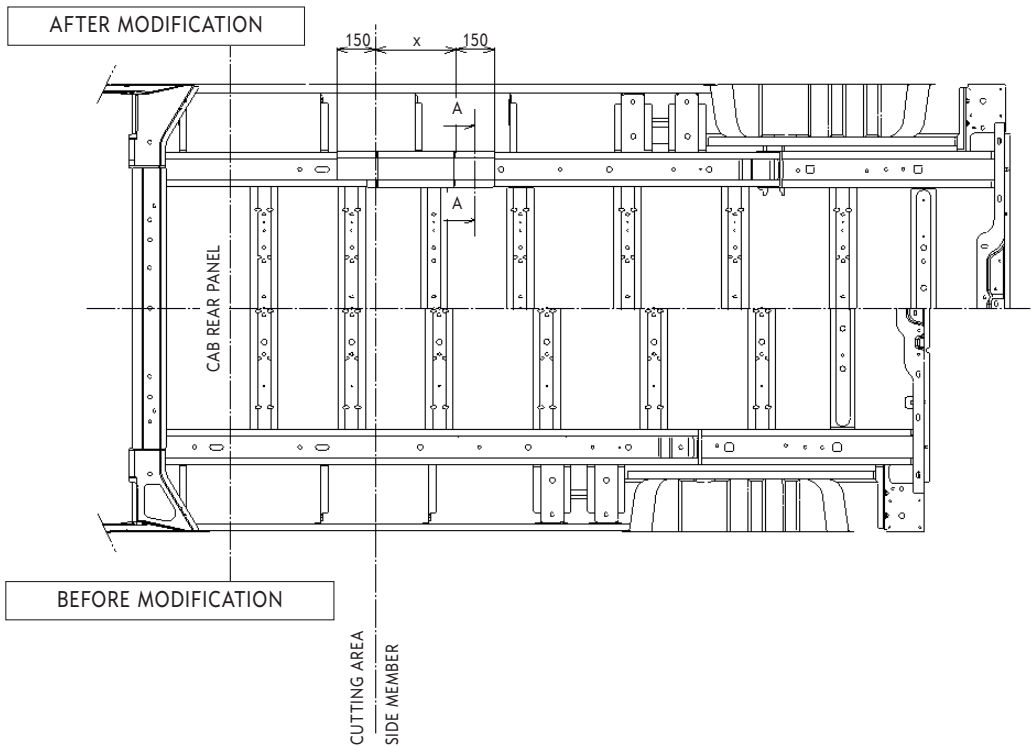 AFTER MODIFICATION
150 x 150
A
A
CAB REAR PANEL
BEFORE MODIFICATION
CUTTING AREA
SIDE MEMBER